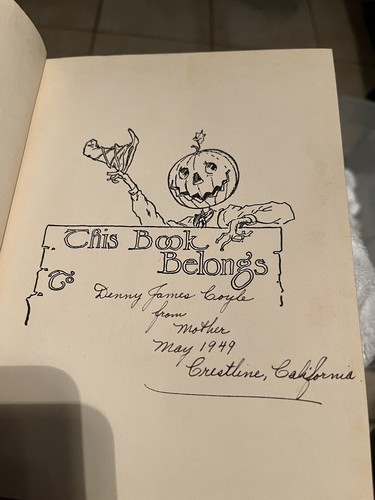 This Book
Belongs
To
Denny James Coyle
from
Mother
May 1949
Crestline, California